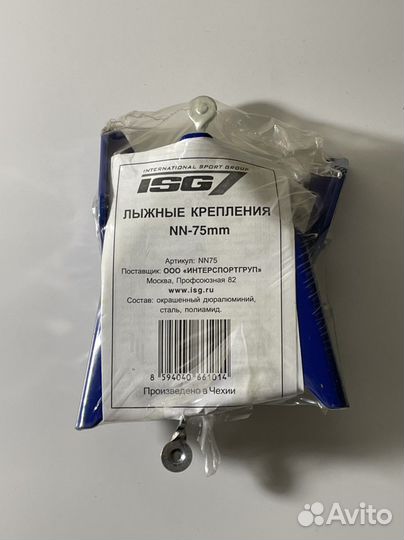 INTERNATIONAL SPORT GROUP
ISG7
ЛЫЖНЫЕ КРЕПЛЕНИЯ
NN-75mm
Артикул: NN75
Поставщик: ООО «ИНТЕРСПОРТГРУП»
Москва, Профсоюзная 82
www.isg.ru
Состав: окрашенный дюралюминий,
сталь, полиамид.
8 594040 661014
Произведено в Чехии
Avito